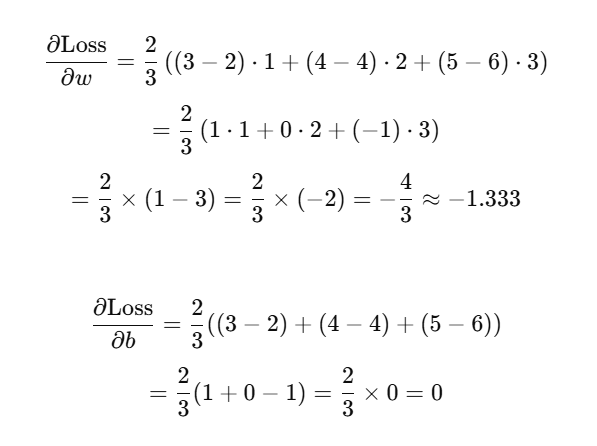 ∂Loss/∂w = 2/3 ((3 − 2) · 1 + (4 − 4) · 2 + (5 − 6) · 3)
= 2/3 (1 · 1 + 0 · 2 + (−1) · 3)
= 2/3 × (1 − 3) = 2/3 × (−2) = −4/3 ≈ −1.333
∂Loss/∂b = 2/3 ((3 − 2) + (4 − 4) + (5 − 6))
= 2/3 (1 + 0 − 1) = 2/3 × 0 = 0